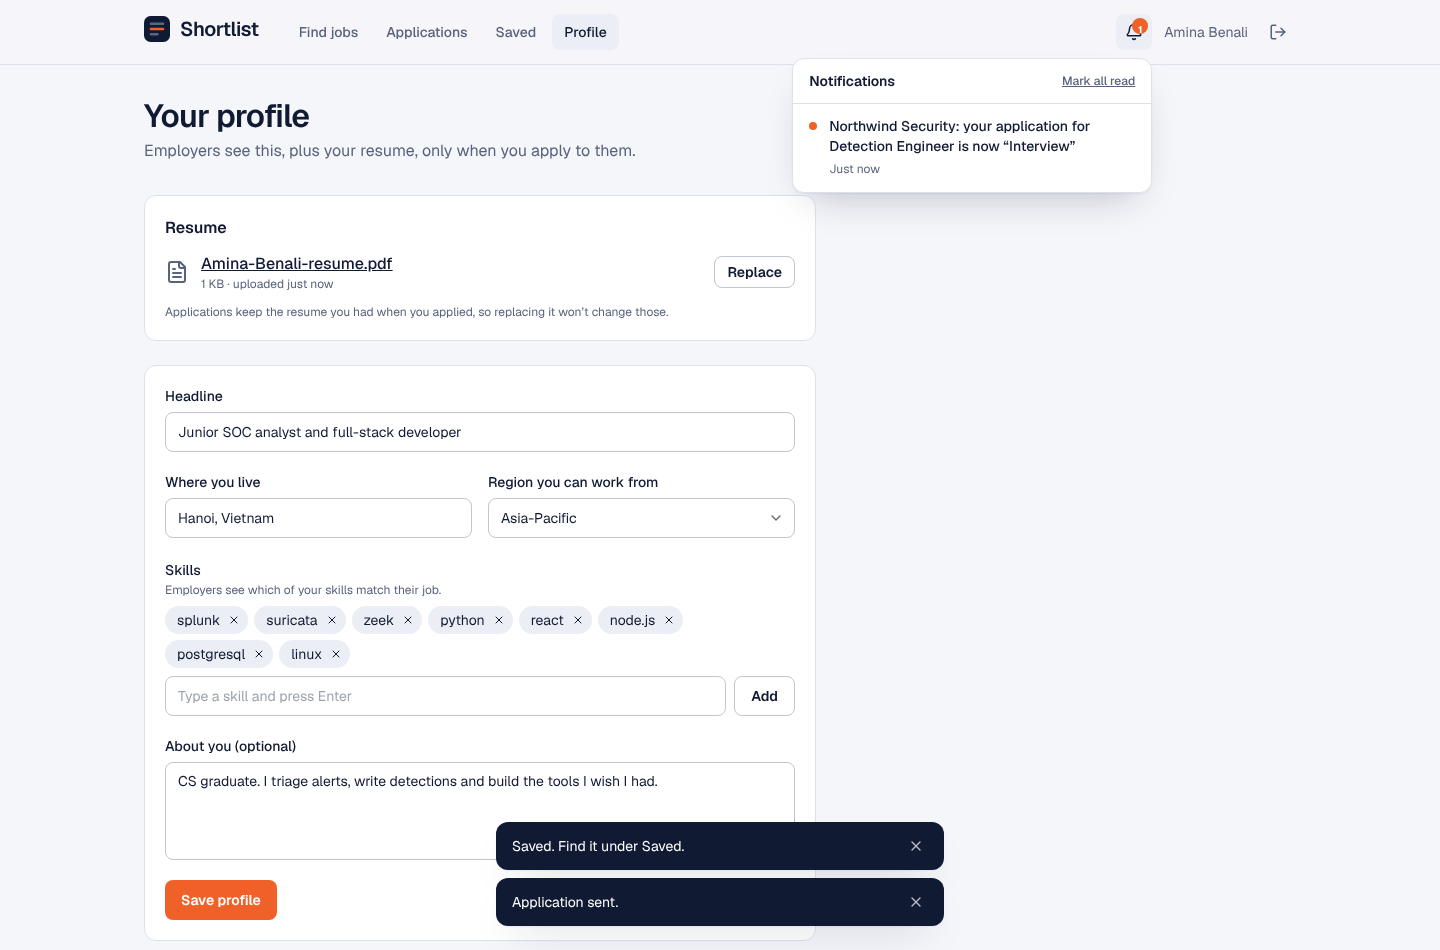 Shortlist
Find jobs
Applications
Saved
Profile
1
Amina Benali
Notifications
Mark all read
Northwind Security: your application for
Detection Engineer is now “Interview”
Just now
Your profile
Employers see this, plus your resume, only when you apply to them.
Resume
Amina-Benali-resume.pdf
1 KB · uploaded just now
Replace
Applications keep the resume you had when you applied, so replacing it won’t change those.
Headline
Junior SOC analyst and full-stack developer
Where you live
Region you can work from
Hanoi, Vietnam
Asia-Pacific
Skills
Employers see which of your skills match their job.
splunk
suricata
zeek
python
react
node.js
postgresql
linux
Type a skill and press Enter
Add
About you (optional)
CS graduate. I triage alerts, write detections and build the tools I wish I had.
Saved. Find it under Saved.
Save profile
Application sent.